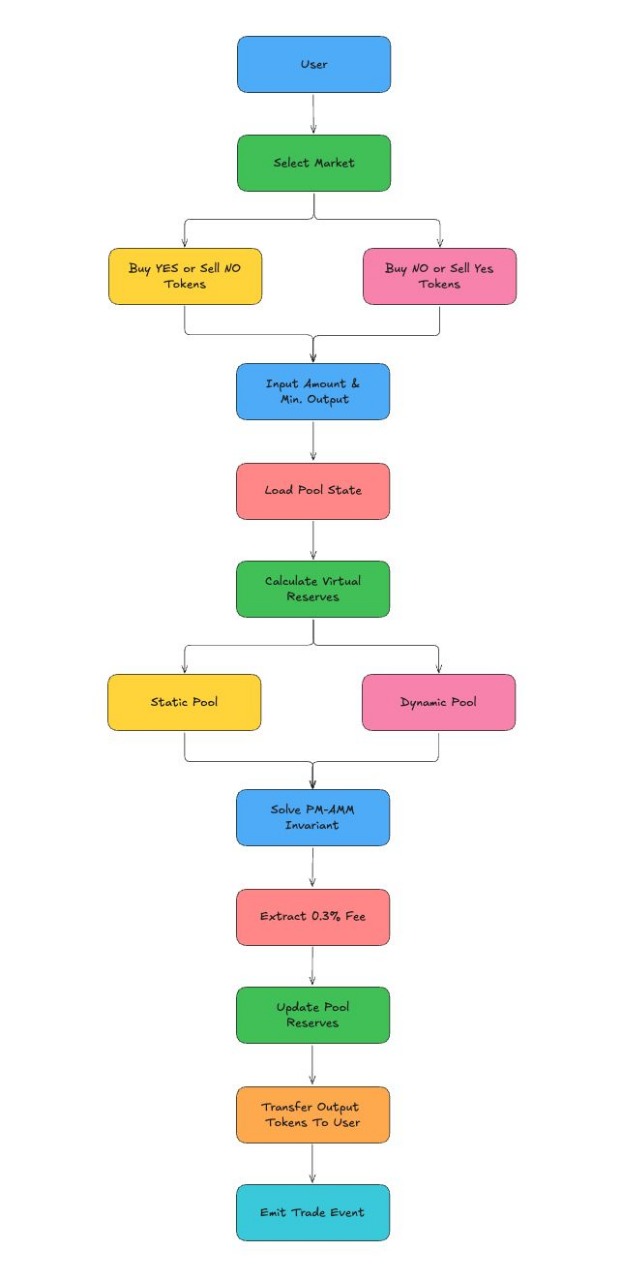 User
Select Market
Buy YES or Sell NO
Tokens
Buy NO or Sell Yes
Tokens
Input Amount &
Min. Output
Load Pool State
Calculate Virtual
Reserves
Static Pool
Dynamic Pool
Solve PM-AMM
Invariant
Extract 0.3% Fee
Update Pool
Reserves
Transfer Output
Tokens To User
Emit Trade Event